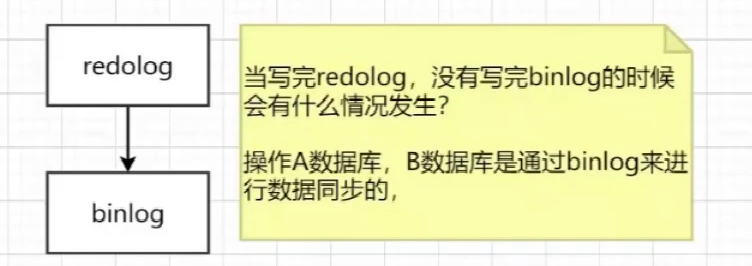 redolog
binlog
当写完redolog，没有写完binlog的时候
会有什么情况发生？
操作A数据库，B数据库是通过binlog来进
行数据同步的，